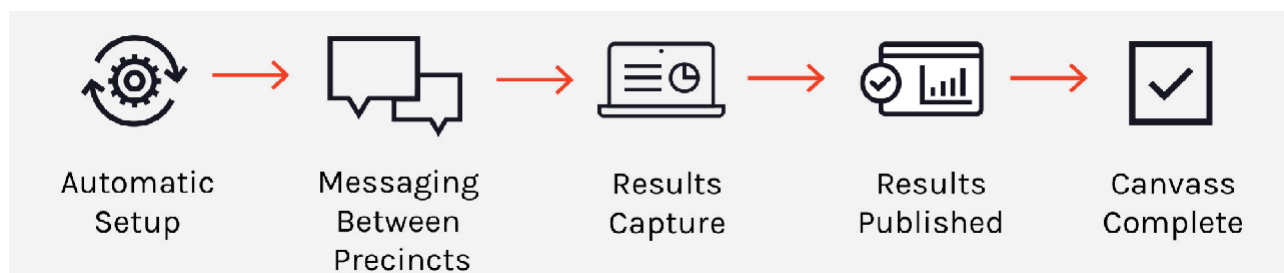 Automatic
Setup
Messaging
Between
Precincts
Results
Capture
Results
Published
Canvass
Complete